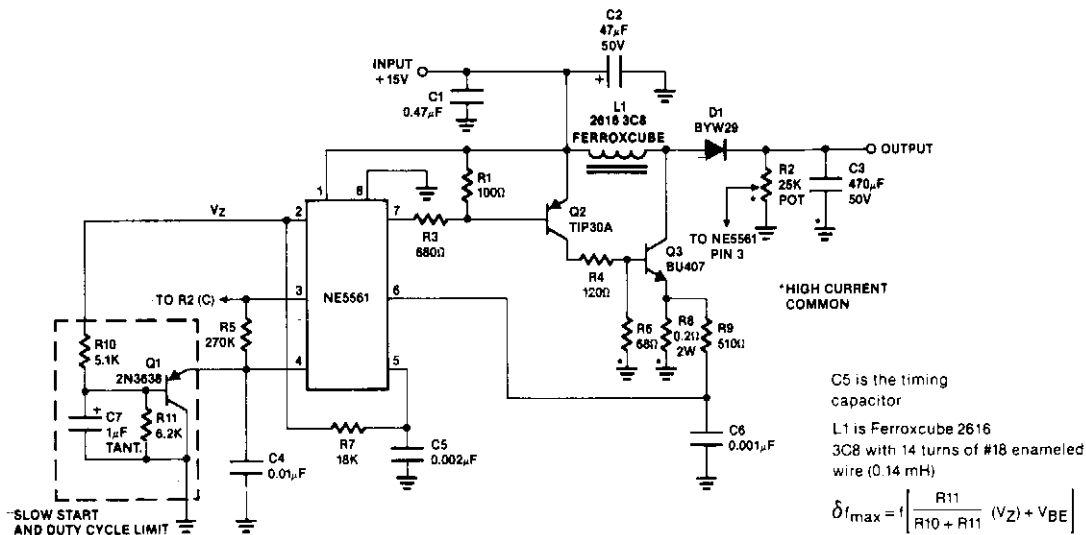 C2
47µF
50V
INPUT
+15V
+
C1
0.47µF
L1
2616 3C8
FERROXCUBE
D1
BYW29
OUTPUT
R2
25K
POT
*
C3
470µF
50V
*
TO NE5561
PIN 3
R1
100Ω
1
8
VZ
2
7
R3
680Ω
Q2
TIP30A
Q3
BU407
R4
120Ω
*HIGH CURRENT
COMMON
NE5561
TO R2 (C)
3
6
R5
270K
R6
68Ω
*
R8
0.2Ω
2W
*
R9
510Ω
R10
5.1K
Q1
2N3638
4
5
+
C7
1µF
TANT.
R11
6.2K
R7
18K
C5
0.002µF
C4
0.01µF
C6
0.001µF
SLOW START
AND DUTY CYCLE LIMIT
C5 is the timing
capacitor
L1 is Ferroxcube 2616
3C8 with 14 turns of #18 enameled
wire (0.14 mH)
δfmax = f[ R11 / R10 + R11 (VZ) + VBE ]